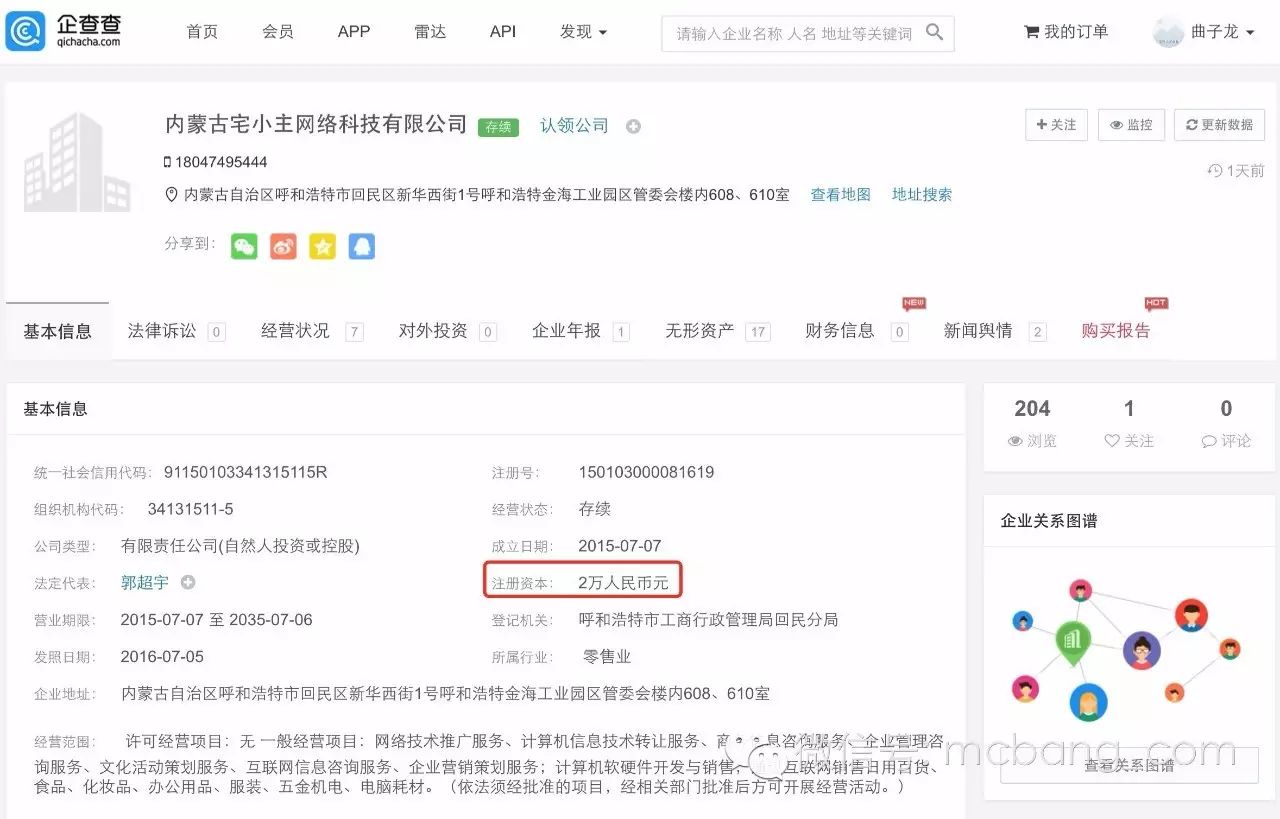 企查查
qichacha.com
首页 会员 APP 雷达 API 发现
请输入企业名称 人名 地址等关键词
我的订单 曲子龙
内蒙古宅小主网络科技有限公司 存续 认领公司
关注 监控 更新数据
18047495444
1天前
内蒙古自治区呼和浩特市回民区新华西街1号呼和浩特金海工业园区管委会楼内608、610室 查看地图 地址搜索
分享到:
NEW HOT
基本信息 法律诉讼 0 经营状况 7 对外投资 0 企业年报 1 无形资产 17 财务信息 0 新闻舆情 2 购买报告
基本信息
统一社会信用代码: 91150103341315115R 注册号: 150103000081619
组织机构代码: 34131511-5 经营状态: 存续
公司类型: 有限责任公司(自然人投资或控股) 成立日期: 2015-07-07
法定代表: 郭超宇 注册资本: 2万人民币元
营业期限: 2015-07-07 至 2035-07-06 登记机关: 呼和浩特市工商行政管理局回民分局
发照日期: 2016-07-05 所属行业: 零售业
企业地址: 内蒙古自治区呼和浩特市回民区新华西街1号呼和浩特金海工业园区管委会楼内608、610室
经营范围: 许可经营项目：无 一般经营项目：网络技术推广服务、计算机信息技术转让服务、商 息咨询服务、企业管理咨
询服务、文化活动策划服务、互联网信息咨询服务、企业营销策划服务；计算机软硬件开发与销售， 互联网销售日用百货、
食品、化妆品、办公用品、服装、五金机电、电脑耗材。（依法须经批准的项目，经相关部门批准后方可开展经营活动。）
204 1 0
浏览 关注 评论
企业关系图谱
查看关系图谱
微信号: mcbang_com